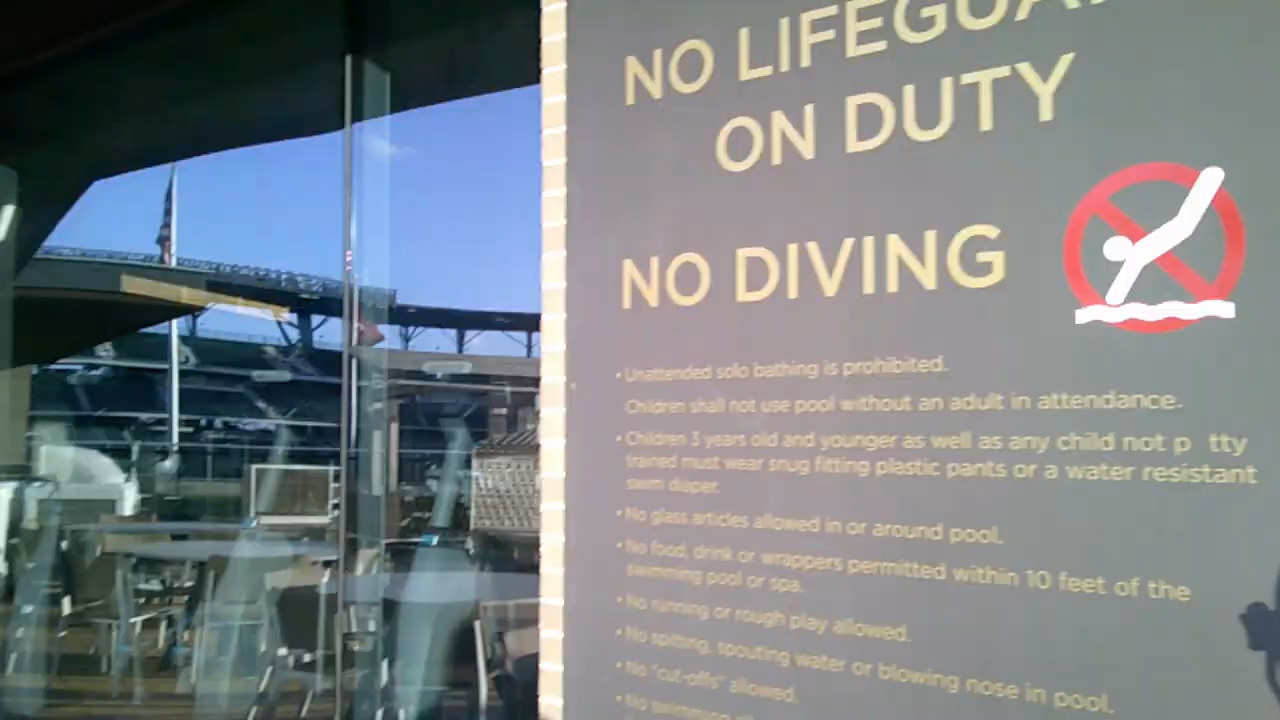 NO LIFEGUA
ON DUTY
NO DIVING
• Unattended solo bathing is prohibited.
Children shall not use pool without an adult in attendance.
• Children 3 years old and younger as well as any child not p tty
trained must wear snug fitting plastic pants or a water resistant
swim diaper.
• No glass articles allowed in or around pool.
• No food, drink or wrappers permitted within 10 feet of the
swimming pool or spa.
• No running or rough play allowed.
• No spitting, spouting water or blowing nose in pool.
• No "cut-offs" allowed.
• No swimming